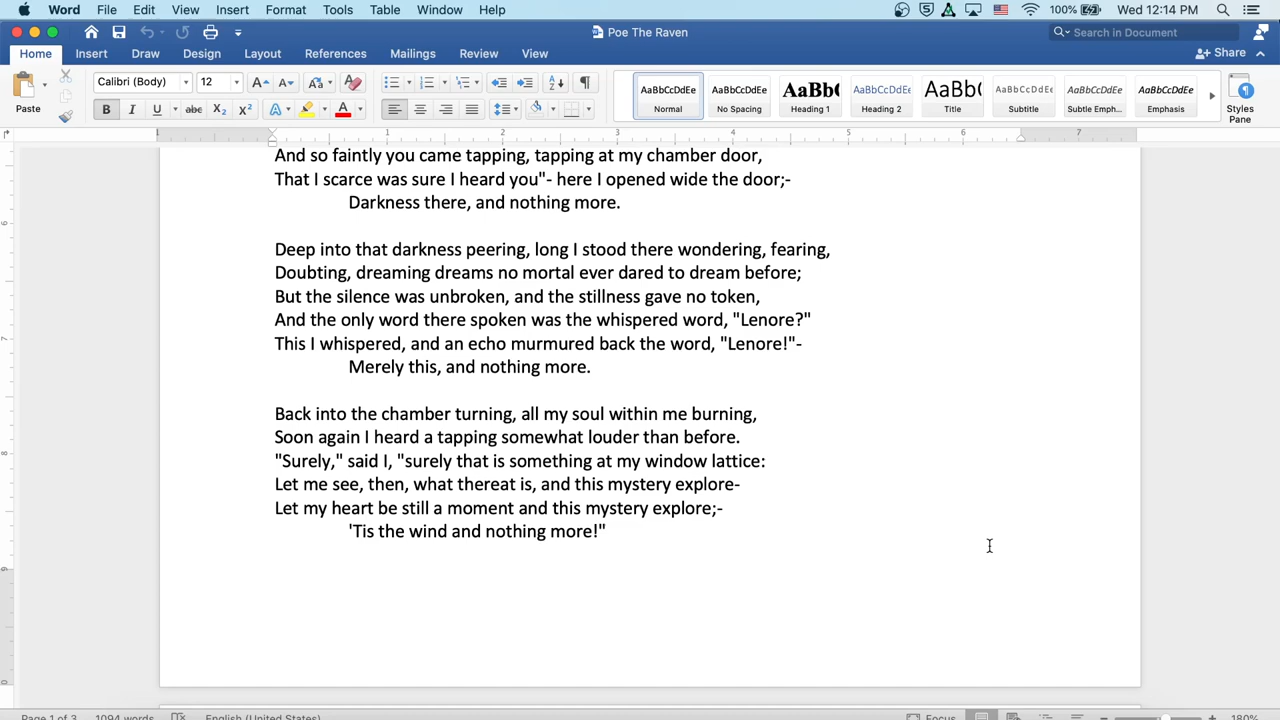 Word File Edit View Insert Format Tools Table Window Help 100% Wed 12:14 PM
Poe The Raven Search in Document
Home Insert Draw Design Layout References Mailings Review View Share
Paste Calibri (Body) 12 AaBbCcDdEe AaBbCcDdEe AaBbC AaBbCcDdEe AaBbC AaBbCcDdEe AaBbCcDdEe AaBbCcDdEe
Normal No Spacing Heading 1 Heading 2 Title Subtitle Subtle Emph... Emphasis Styles Pane
1 1 2 3 4 5 6 7
And so faintly you came tapping, tapping at my chamber door,
That I scarce was sure I heard you"- here I opened wide the door;-
Darkness there, and nothing more.
Deep into that darkness peering, long I stood there wondering, fearing,
Doubting, dreaming dreams no mortal ever dared to dream before;
But the silence was unbroken, and the stillness gave no token,
And the only word there spoken was the whispered word, "Lenore?"
This I whispered, and an echo murmured back the word, "Lenore!"-
Merely this, and nothing more.
Back into the chamber turning, all my soul within me burning,
Soon again I heard a tapping somewhat louder than before.
"Surely," said I, "surely that is something at my window lattice:
Let me see, then, what thereat is, and this mystery explore-
Let my heart be still a moment and this mystery explore;-
'Tis the wind and nothing more!"
Page 1 of 3 1094 words English (United States) Focus 180%